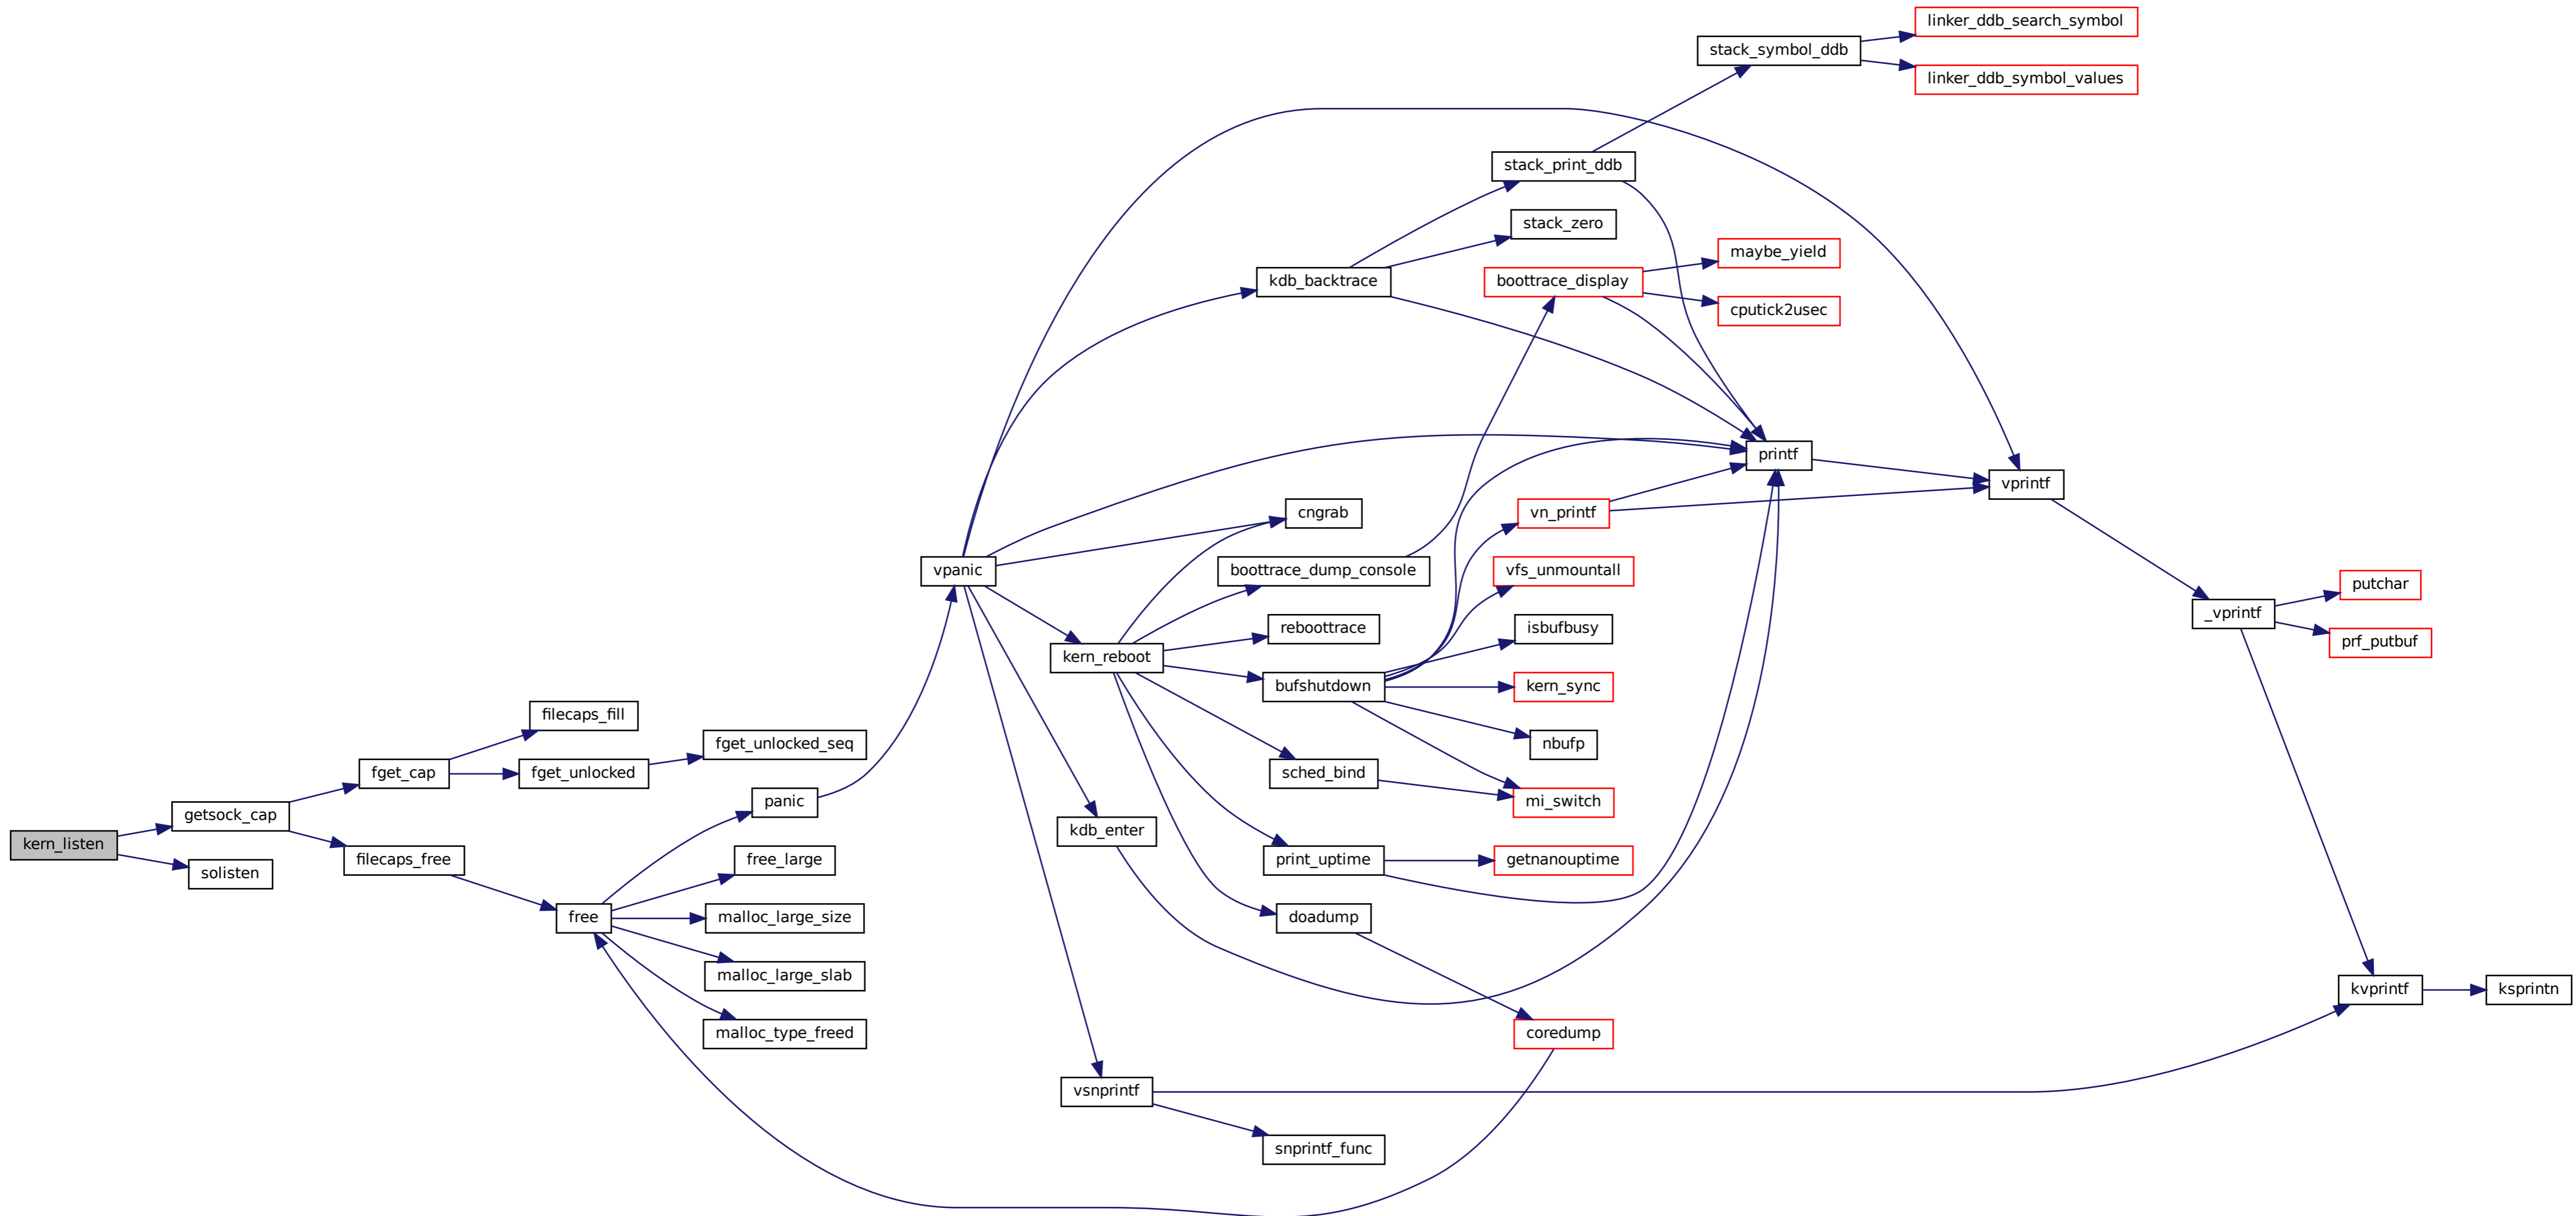 linker_ddb_search_symbol
stack_symbol_ddb
linker_ddb_symbol_values
stack_print_ddb
stack_zero
maybe_yield
kdb_backtrace
boottrace_display
cputick2usec
printf
vprintf
cngrab
vn_printf
vpanic
boottrace_dump_console
vfs_unmountall
putchar
_vprintf
reboottrace
isbufbusy
prf_putbuf
kern_reboot
bufshutdown
kern_sync
filecaps_fill
fget_unlocked_seq
nbufp
fget_cap
fget_unlocked
sched_bind
panic
mi_switch
getsock_cap
kdb_enter
kern_listen
filecaps_free
free_large
print_uptime
getnanouptime
solisten
free
malloc_large_size
doadump
malloc_large_slab
kvprintf
ksprintn
malloc_type_freed
coredump
vsnprintf
snprintf_func